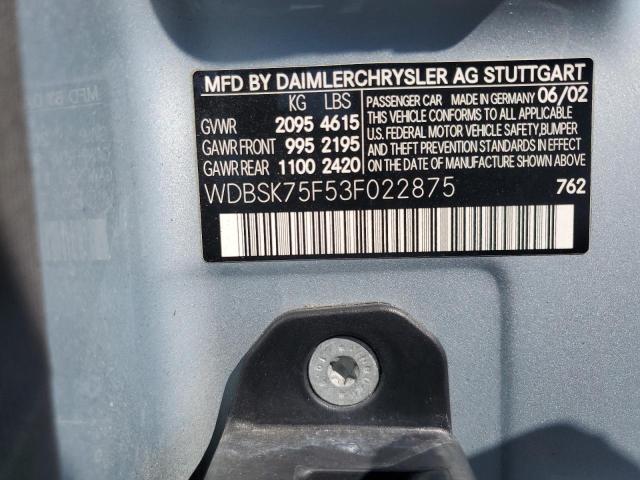 MFD BY DAIMLERCHRYSLER AG STUTTGART
KG LBS
GVWR 2095 4615
GAWR FRONT 995 2195
GAWR REAR 1100 2420
PASSENGER CAR MADE IN GERMANY 06/02
THIS VEHICLE CONFORMS TO ALL APPLICABLE
U.S. FEDERAL MOTOR VEHICLE SAFETY,BUMPER
AND THEFT PREVENTION STANDARDS IN EFFECT
ON THE DATE OF MANUFACTURE SHOWN ABOVE
WDBSK75F53F022875
762